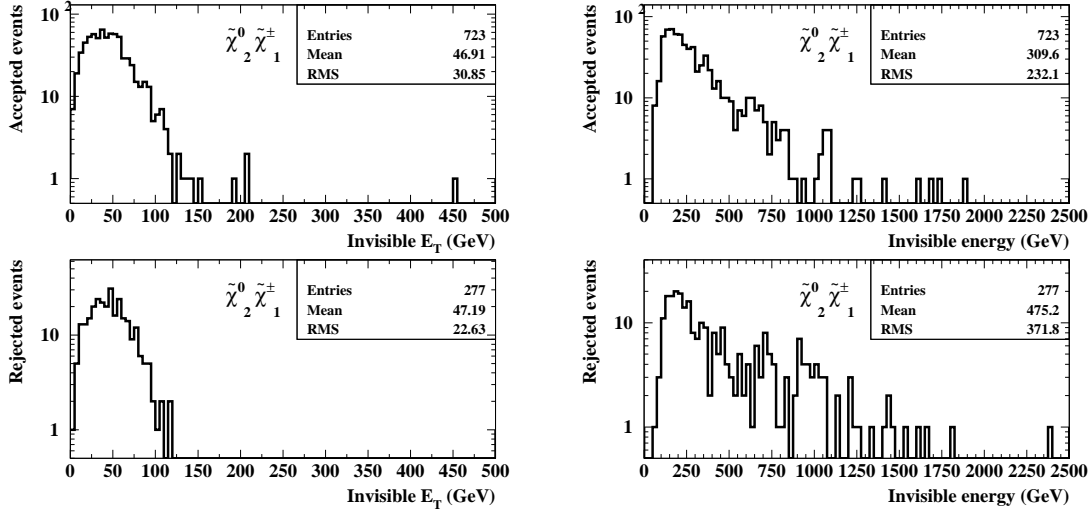 Accepted events
10²
10
1
χ̃⁰₂ χ̃±₁
Entries 723
Mean 46.91
RMS 30.85
0 50 100 150 200 250 300 350 400 450 500
Invisible E_T (GeV)
Accepted events
10²
10
1
χ̃⁰₂ χ̃±₁
Entries 723
Mean 309.6
RMS 232.1
0 250 500 750 1000 1250 1500 1750 2000 2250 2500
Invisible energy (GeV)
Rejected events
10
1
χ̃⁰₂ χ̃±₁
Entries 277
Mean 47.19
RMS 22.63
0 50 100 150 200 250 300 350 400 450 500
Invisible E_T (GeV)
Rejected events
10
1
χ̃⁰₂ χ̃±₁
Entries 277
Mean 475.2
RMS 371.8
0 250 500 750 1000 1250 1500 1750 2000 2250 2500
Invisible energy (GeV)